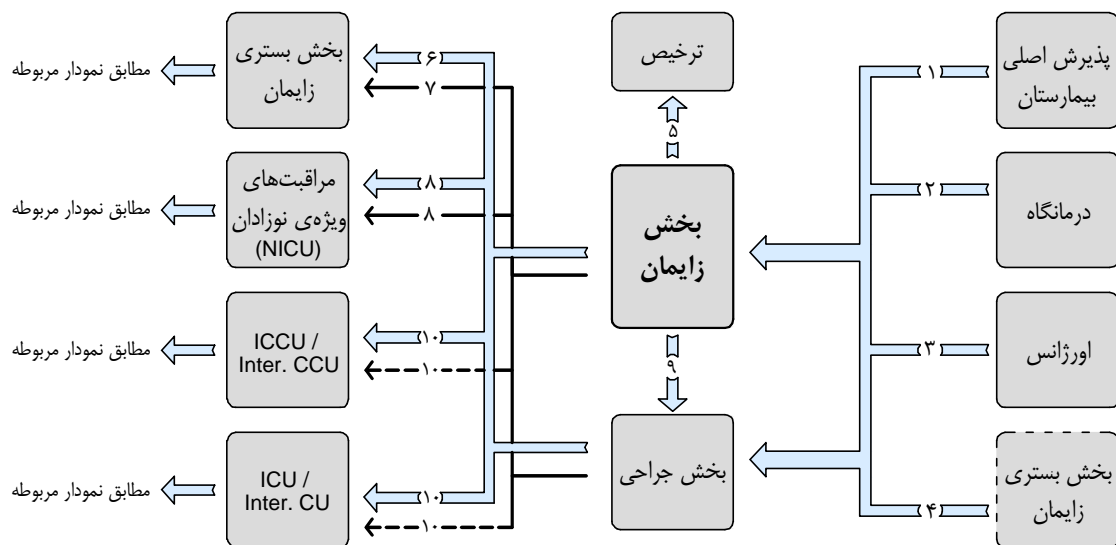 پذیرش اصلی
بیمارستان
درمانگاه
اورژانس
بخش بستری
زایمان
۱
۲
۳
۴
ترخیص
۵
بخش
زایمان
۹
بخش جراحی
۶
۷
۸
۸
۱۰
۱۰
۱۰
۱۰
بخش بستری
زایمان
مراقبت‌های
ویژه‌ی نوزادان
(NICU)
ICCU /
Inter. CCU
ICU /
Inter. CU
مطابق نمودار مربوطه
مطابق نمودار مربوطه
مطابق نمودار مربوطه
مطابق نمودار مربوطه